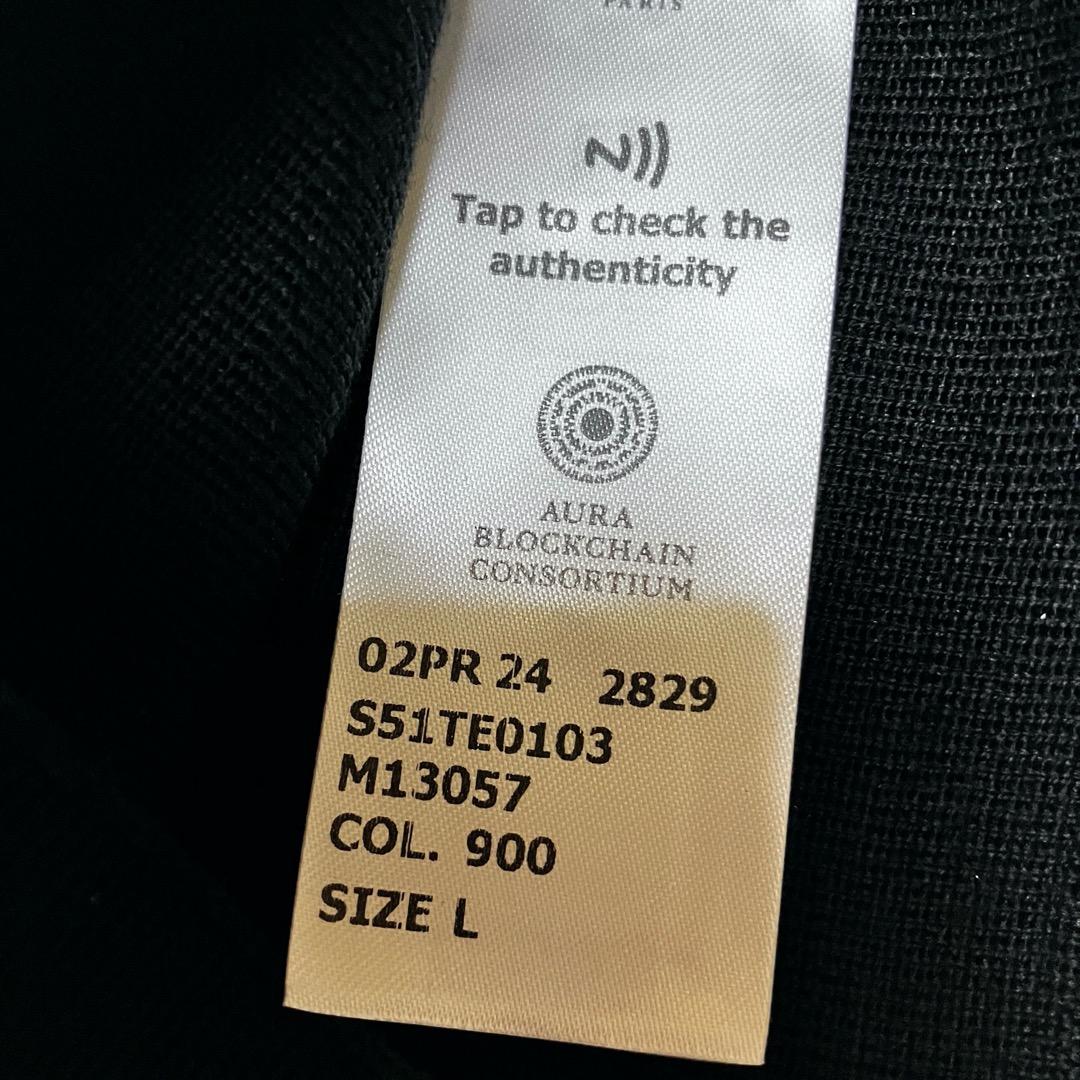 PARIS
N
Tap to check the
authenticity
AURA
BLOCKCHAIN
CONSORTIUM
02PR 24 2829
S51TE0103
M13057
COL. 900
SIZE L